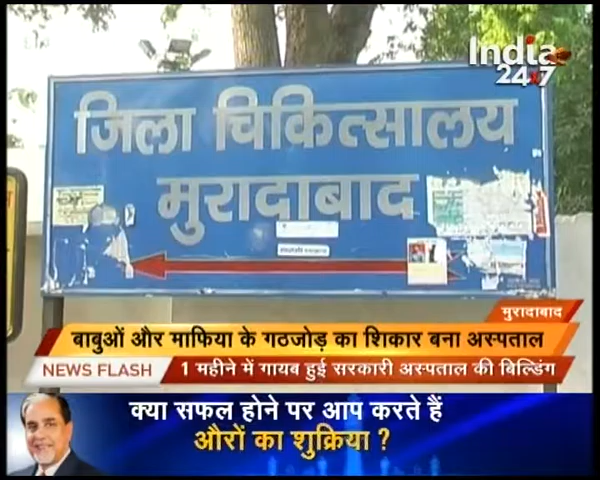 India
24x7
जिला चिकित्सालय
मुरादाबाद
मुरादाबाद
बाबुओं और माफिया के गठजोड़ का शिकार बना अस्पताल
NEWS FLASH
1 महीने में गायब हुई सरकारी अस्पताल की बिल्डिंग
क्या सफल होने पर आप करते हैं
औरों का शुक्रिया ?